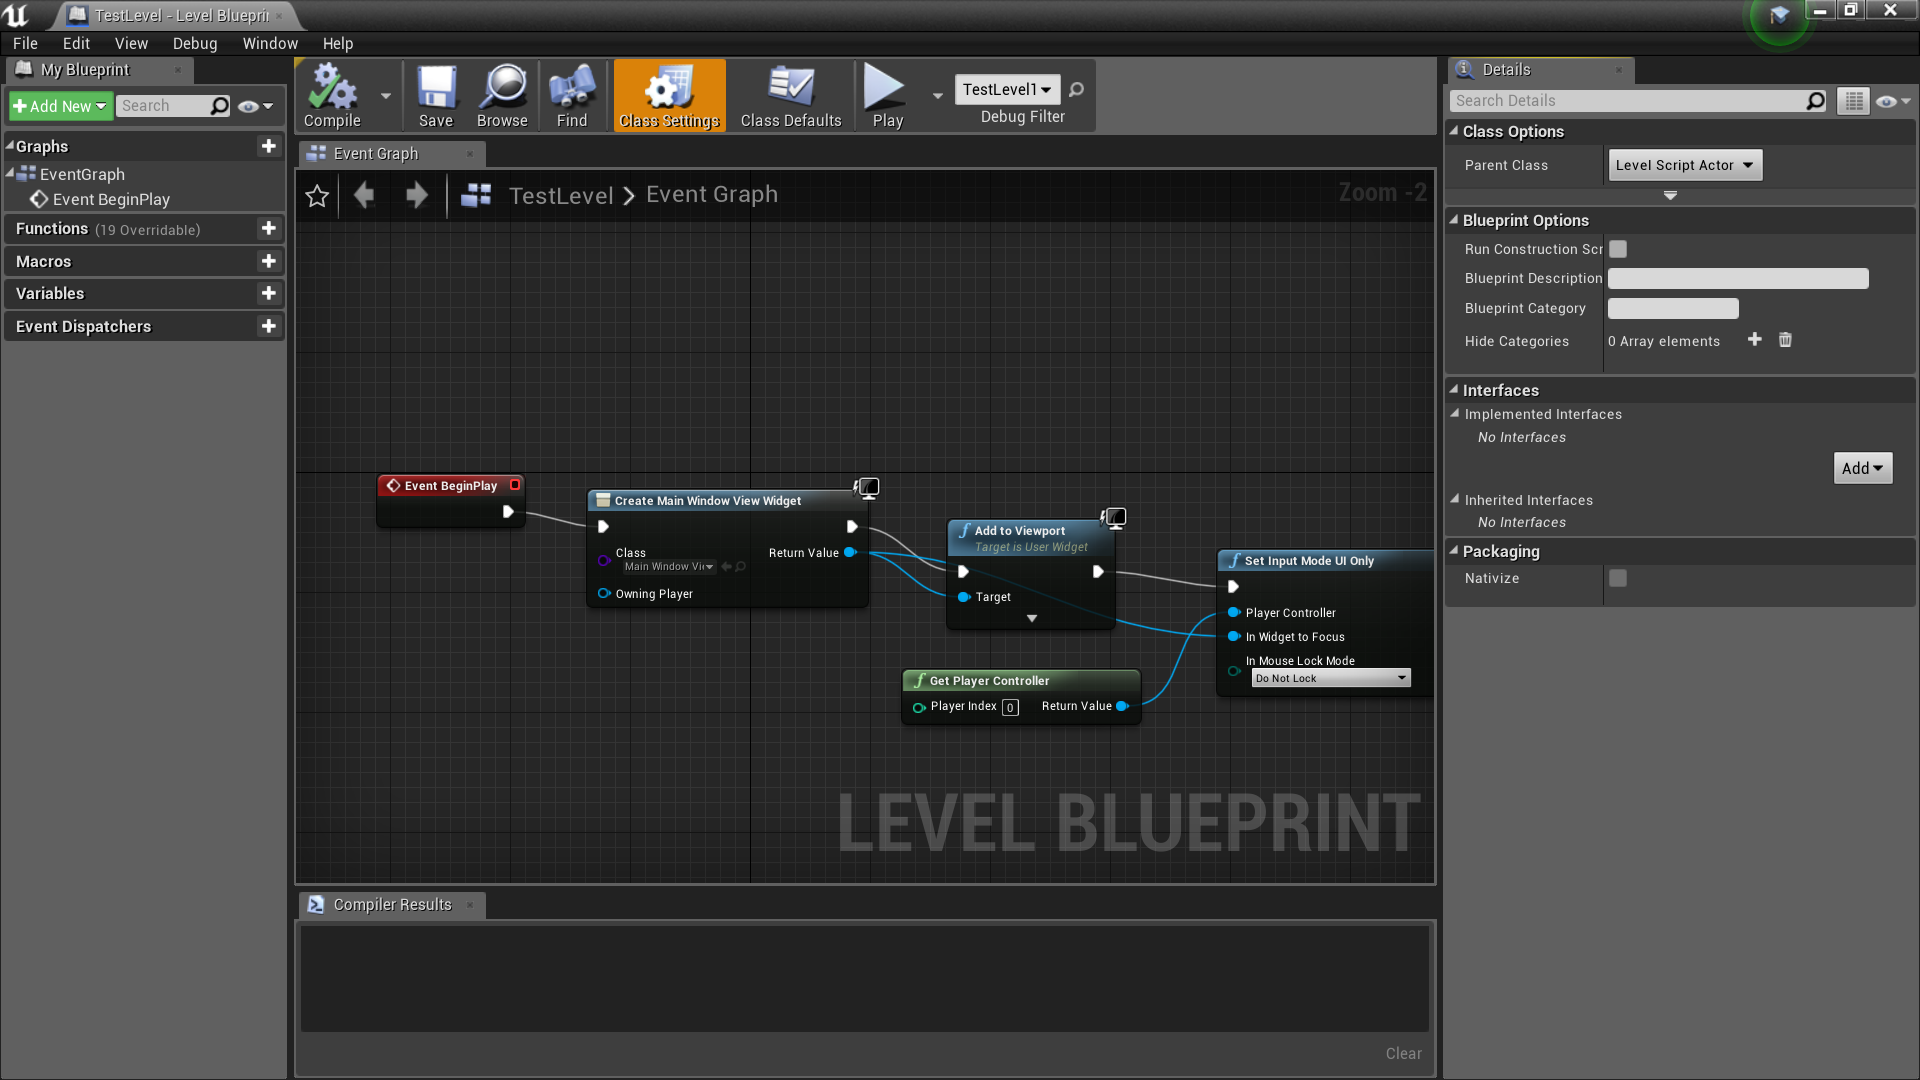 TestLevel - Level Blueprin
File Edit View Debug Window Help
My Blueprint
Add New
Search
Graphs
EventGraph
Event BeginPlay
Functions (19 Overridable)
Macros
Variables
Event Dispatchers
Compile
Save
Browse
Find
Class Settings
Class Defaults
Play
TestLevel1
Debug Filter
Event Graph
TestLevel > Event Graph
Zoom -2
Event BeginPlay
Create Main Window View Widget
Class
Main Window Vi
Return Value
Owning Player
Add to Viewport
Target is User Widget
Target
Set Input Mode UI Only
Player Controller
In Widget to Focus
In Mouse Lock Mode
Do Not Lock
Get Player Controller
Player Index 0 Return Value
LEVEL BLUEPRINT
Compiler Results
Clear
Details
Search Details
Class Options
Parent Class Level Script Actor
Blueprint Options
Run Construction Scr
Blueprint Description
Blueprint Category
Hide Categories 0 Array elements
Interfaces
Implemented Interfaces
No Interfaces
Add
Inherited Interfaces
No Interfaces
Packaging
Nativize